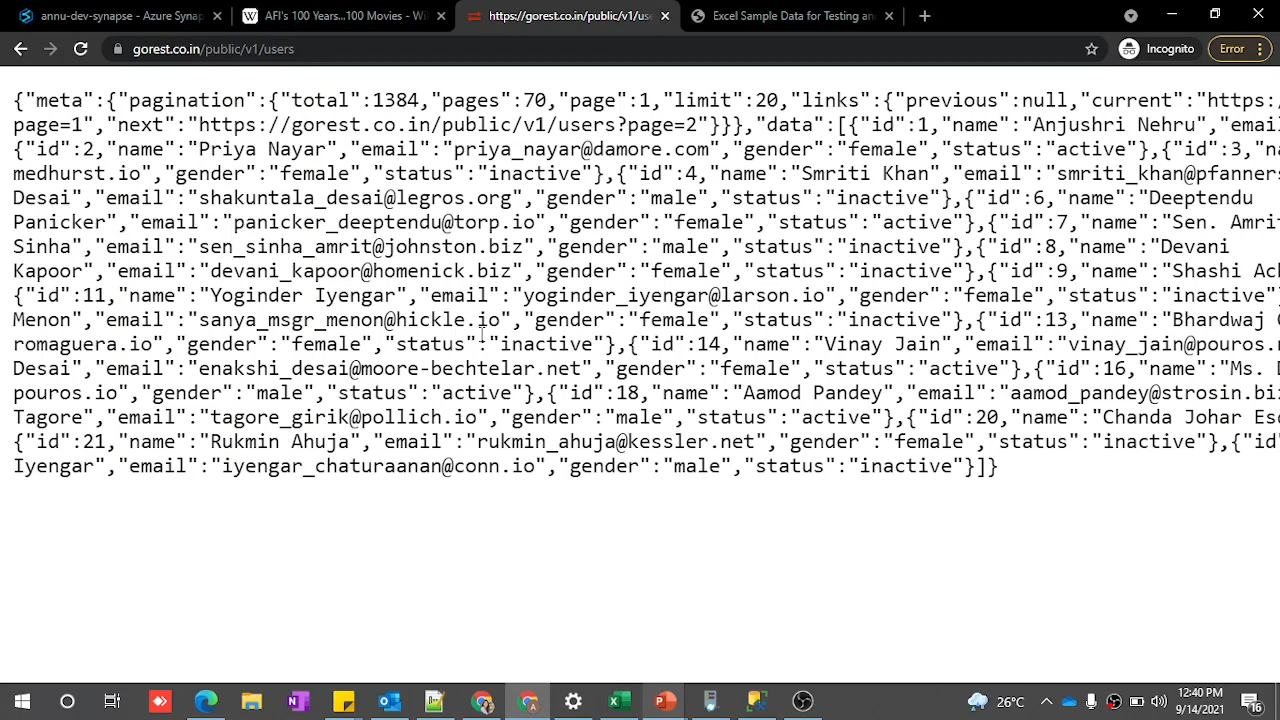 annu-dev-synapse - Azure Synap
AFI's 100 Years...100 Movies - Wi
https://gorest.co.in/public/v1/use
Excel Sample Data for Testing an
gorest.co.in/public/v1/users
Incognito
Error
{"meta":{"pagination":{"total":1384,"pages":70,"page":1,"limit":20,"links":{"previous":null,"current":"https:
page=1","next":"https://gorest.co.in/public/v1/users?page=2"}}},"data":[{"id":1,"name":"Anjushri Nehru","emai
{"id":2,"name":"Priya Nayar","email":"priya_nayar@damore.com","gender":"female","status":"active"},{"id":3,"nam
medhurst.io","gender":"female","status":"inactive"},{"id":4,"name":"Smriti Khan","email":"smriti_khan@pfanners
Desai","email":"shakuntala_desai@legros.org","gender":"male","status":"inactive"},{"id":6,"name":"Deeptendu
Panicker","email":"panicker_deeptendu@torp.io","gender":"female","status":"active"},{"id":7,"name":"Sen. Amri
Sinha","email":"sen_sinha_amrit@johnston.biz","gender":"male","status":"inactive"},{"id":8,"name":"Devani
Kapoor","email":"devani_kapoor@homenick.biz","gender":"female","status":"inactive"},{"id":9,"name":"Shashi Ach
{"id":11,"name":"Yoginder Iyengar","email":"yoginder_iyengar@larson.io","gender":"female","status":"inactive"
Menon","email":"sanya_msgr_menon@hickle.io","gender":"female","status":"inactive"},{"id":13,"name":"Bhardwaj
romaguera.io","gender":"female","status":"inactive"},{"id":14,"name":"Vinay Jain","email":"vinay_jain@pouros.n
Desai","email":"enakshi_desai@moore-bechtelar.net","gender":"female","status":"active"},{"id":16,"name":"Ms.
pouros.io","gender":"male","status":"active"},{"id":18,"name":"Aamod Pandey","email":"aamod_pandey@strosin.bi
Tagore","email":"tagore_girik@pollich.io","gender":"male","status":"active"},{"id":20,"name":"Chanda Johar Es
{"id":21,"name":"Rukmin Ahuja","email":"rukmin_ahuja@kessler.net","gender":"female","status":"inactive"},{"id
Iyengar","email":"iyengar_chaturaanan@conn.io","gender":"male","status":"inactive"}]}
26°C
12:40 PM
9/14/2021
16